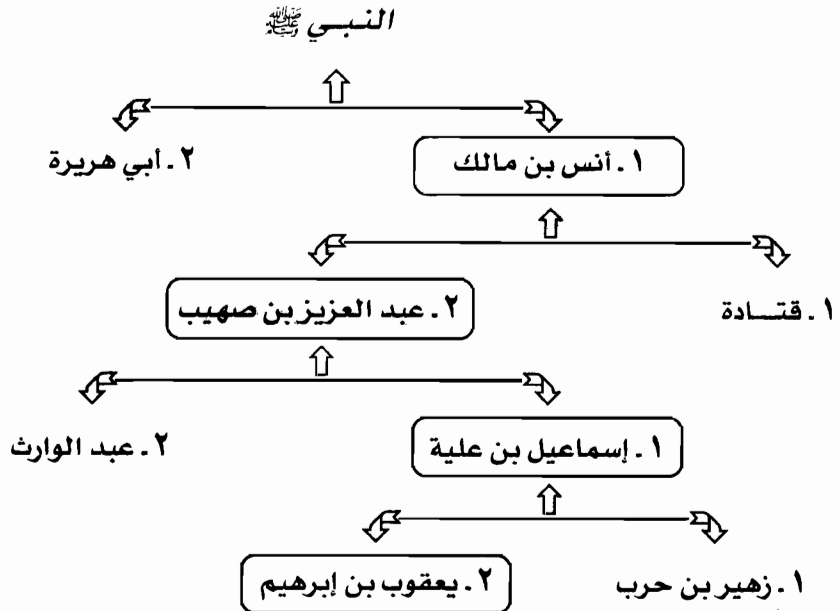 النبي ﷺ
١. أنس بن مالك
٢. أبي هريرة
١. قتادة
٢. عبد العزيز بن صهيب
١. إسماعيل بن علية
٢. عبد الوارث
١. زهير بن حرب
٢. يعقوب بن إبرهيم